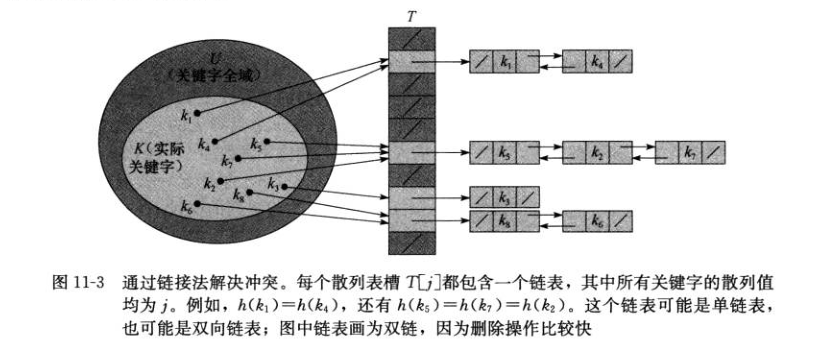 T
U
(关键字全域)
k₁
k₄
k₁
k₄
K(实际
关键字)
k₅
k₇
k₂
k₃
k₈
k₆
k₅
k₂
k₇
k₃
k₈
k₆
图 11-3 通过链接法解决冲突。每个散列表槽 T[j]都包含一个链表，其中所有关键字的散列值
均为 j。例如，h(k₁)=h(k₄)，还有 h(k₅)=h(k₇)=h(k₂)。这个链表可能是单链表，
也可能是双向链表；图中链表画为双链，因为删除操作比较快